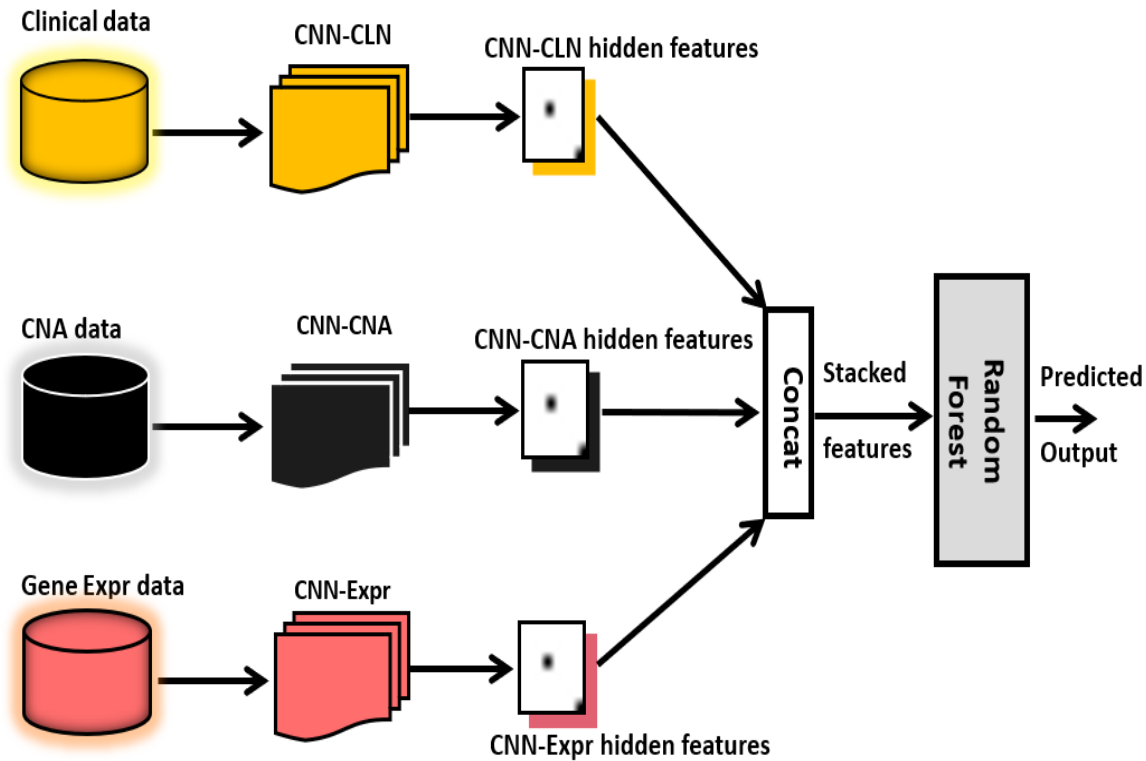 Clinical data
CNN-CLN
CNN-CLN hidden features
CNA data
CNN-CNA
CNN-CNA hidden features
Gene Expr data
CNN-Expr
CNN-Expr hidden features
Concat
Stacked
features
Random
Forest
Predicted
Output